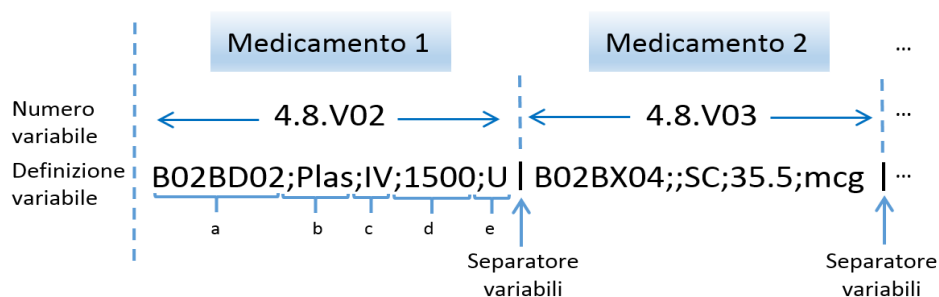 Medicamento 1 Medicamento 2 ...
Numero variabile 4.8.V02 4.8.V03 ...
Definizione variabile B02BD02;Plas;IV;1500;U | B02BX04;;SC;35.5;mcg | ...
a b c d e
Separatore variabili Separatore variabili